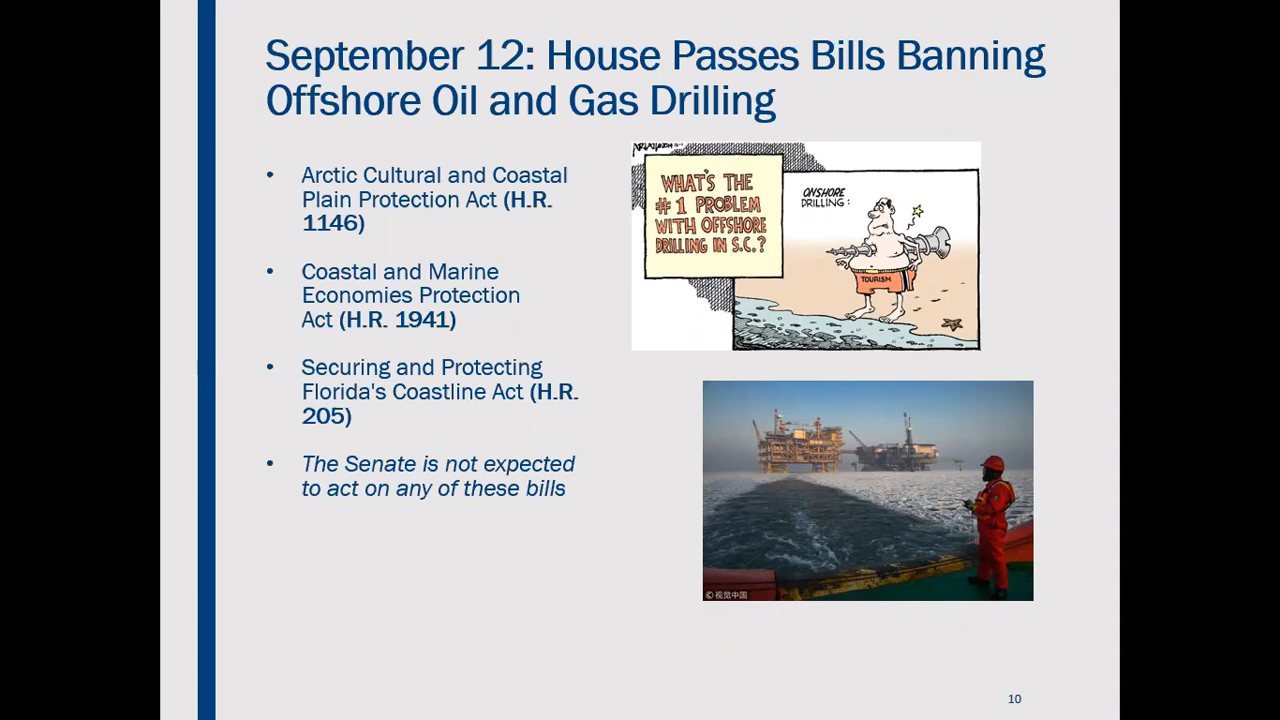 September 12: House Passes Bills Banning
Offshore Oil and Gas Drilling
• Arctic Cultural and Coastal
Plain Protection Act (H.R.
1146)
• Coastal and Marine
Economies Protection
Act (H.R. 1941)
• Securing and Protecting
Florida's Coastline Act (H.R.
205)
• The Senate is not expected
to act on any of these bills
WHAT'S THE
#1 PROBLEM
WITH OFFSHORE
DRILLING IN S.C.?
ONSHORE
DRILLING:
TOURISM
© 视觉中国
10